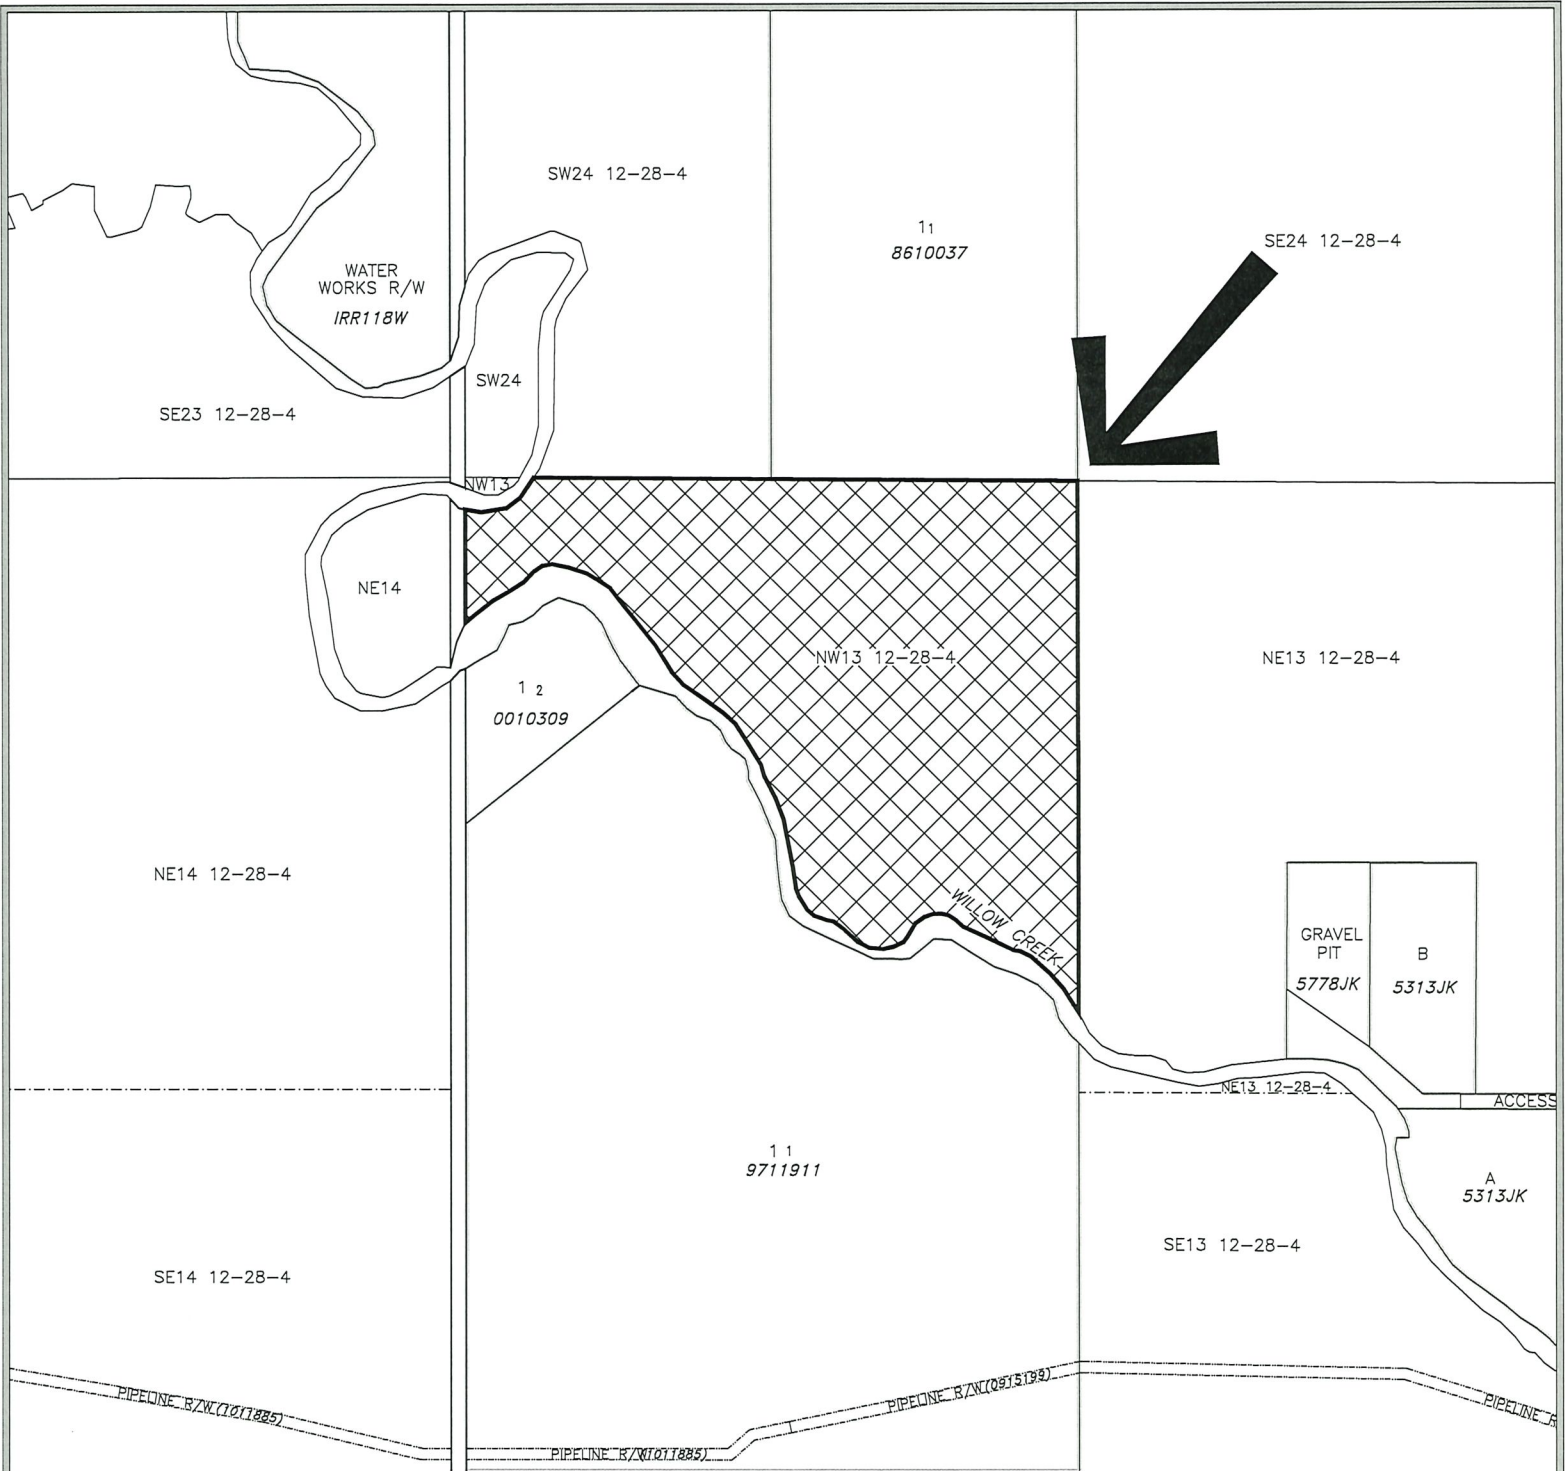 SW24 12-28-4
1 1
8610037
SE24 12-28-4
WATER
WORKS R/W
IRR118W
SW24
SE23 12-28-4
NW13
NE14
NW13 12-28-4
NE13 12-28-4
1 2
0010309
NE14 12-28-4
WILLOW CREEK
GRAVEL
PIT
5778JK
B
5313JK
NE13 12-28-4
ACCESS
1 1
9711911
A
5313JK
SE13 12-28-4
SE14 12-28-4
PIPELINE R/W(1011885)
PIPELINE R/W(1011885)
PIPELINE R/W(0915199)
PIPELINE R